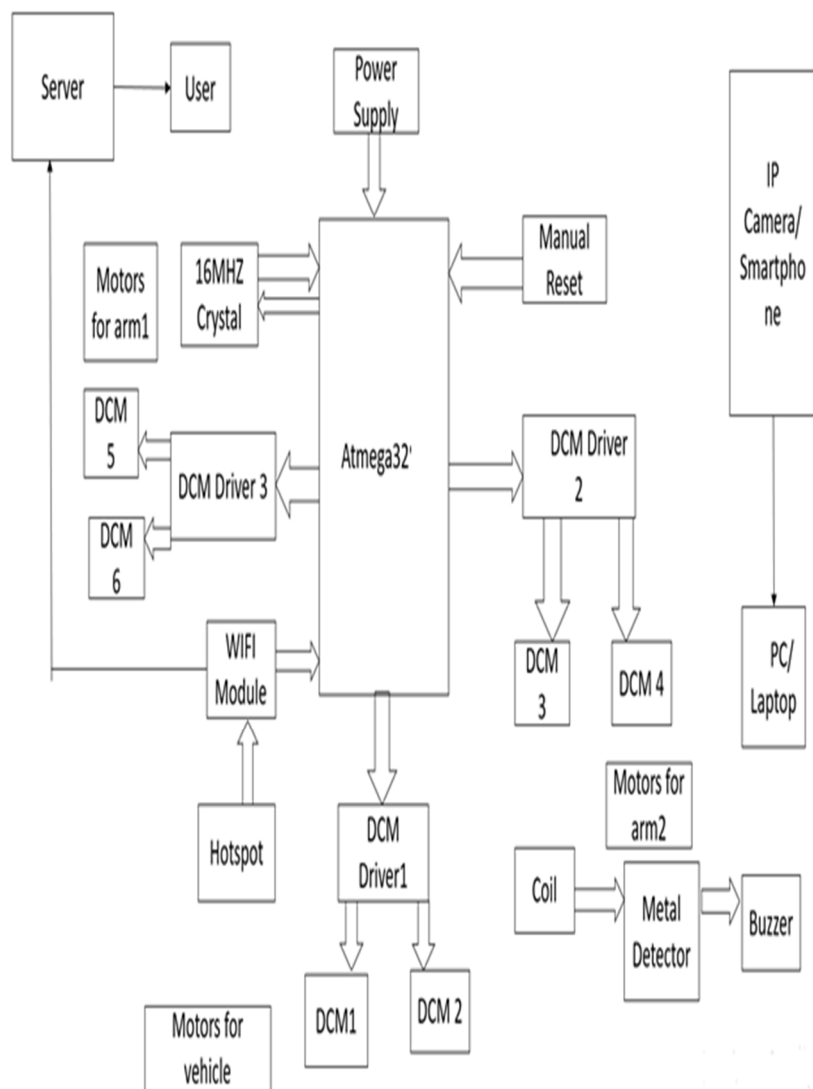 Server
User
Power
Supply
IP
Camera/
Smartpho
ne
Manual
Reset
16MHZ
Crystal
Motors
for arm1
DCM
5
DCM Driver 3
Atmega32'
DCM Driver
2
DCM
6
WIFI
Module
DCM
3
DCM 4
PC/
Laptop
Motors for
arm2
Hotspot
DCM
Driver1
Coil
Metal
Detector
Buzzer
DCM1
DCM 2
Motors for
vehicle